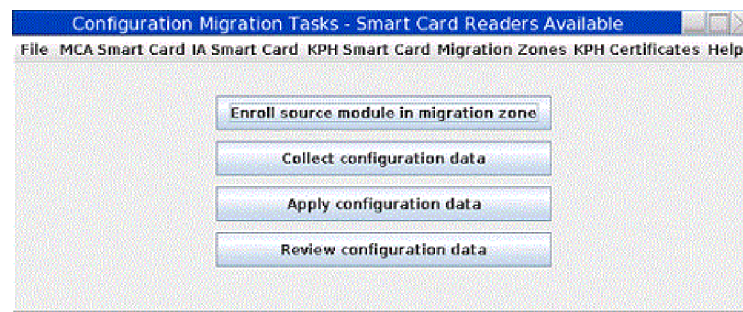 Configuration Migration Tasks - Smart Card Readers Available
File MCA Smart Card IA Smart Card KPH Smart Card Migration Zones KPH Certificates Help
Enroll source module in migration zone
Collect configuration data
Apply configuration data
Review configuration data